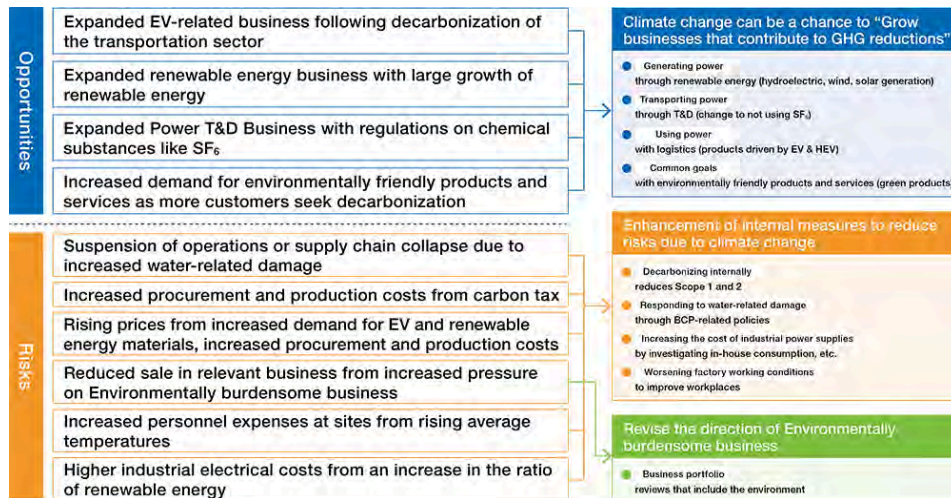 Opportunities
Expanded EV-related business following decarbonization of
the transportation sector
Expanded renewable energy business with large growth of
renewable energy
Expanded Power T&D Business with regulations on chemical
substances like SF₆
Increased demand for environmentally friendly products and
services as more customers seek decarbonization
Climate change can be a chance to “Grow
businesses that contribute to GHG reductions”
Generating power
through renewable energy (hydroelectric, wind, solar generation)
Transporting power
through T&D (change to not using SF₆)
Using power
with logistics (products driven by EV & HEV)
Common goals
with environmentally friendly products and services (green products
Risks
Suspension of operations or supply chain collapse due to
increased water-related damage
Increased procurement and production costs from carbon tax
Rising prices from increased demand for EV and renewable
energy materials, increased procurement and production costs
Reduced sale in relevant business from increased pressure
on Environmentally burdensome business
Increased personnel expenses at sites from rising average
temperatures
Higher industrial electrical costs from an increase in the ratio
of renewable energy
Enhancement of internal measures to reduce
risks due to climate change
Decarbonizing internally
reduces Scope 1 and 2
Responding to water-related damage
through BCP-related policies
Increasing the cost of industrial power supplies
by investigating in-house consumption, etc.
Worsening factory working conditions
to improve workplaces
Revise the direction of Environmentally
burdensome business
Business portfolio
reviews that include the environment